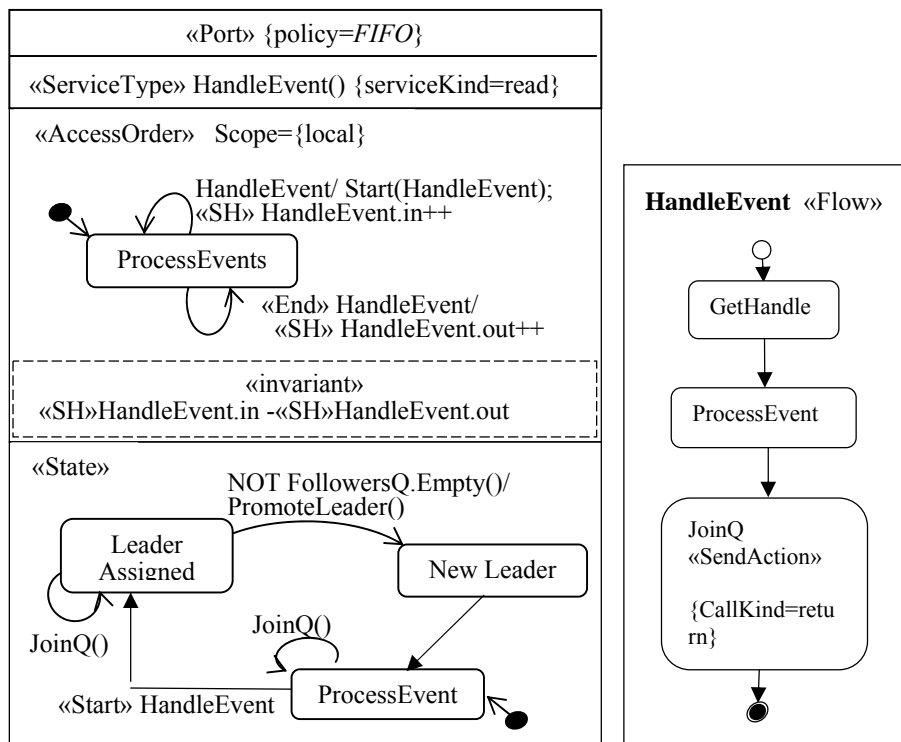 «Port» {policy=FIFO}
«ServiceType» HandleEvent() {serviceKind=read}
«AccessOrder» Scope={local}
HandleEvent/ Start(HandleEvent);
«SH» HandleEvent.in++
ProcessEvents
«End» HandleEvent/
«SH» HandleEvent.out++
«invariant»
«SH»HandleEvent.in -«SH»HandleEvent.out
«State»
NOT FollowersQ.Empty()/
PromoteLeader()
Leader
Assigned
New Leader
JoinQ()
JoinQ()
«Start» HandleEvent
ProcessEvent
HandleEvent «Flow»
GetHandle
ProcessEvent
JoinQ
«SendAction»
{CallKind=retu
rn}